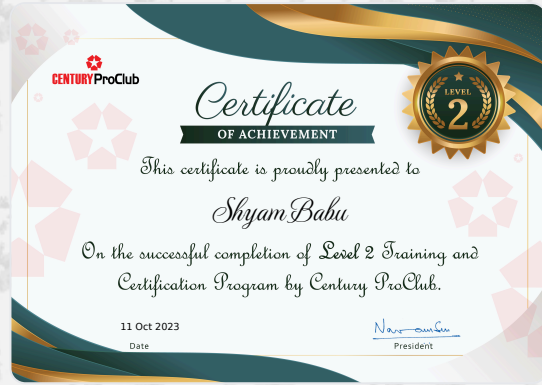 CENTURY ProClub
Certificate
OF ACHIEVEMENT
LEVEL
2
This certificate is proudly presented to
Shyam Babu
On the successful completion of Level 2 Training and
Certification Program by Century ProClub.
11 Oct 2023
Date
President